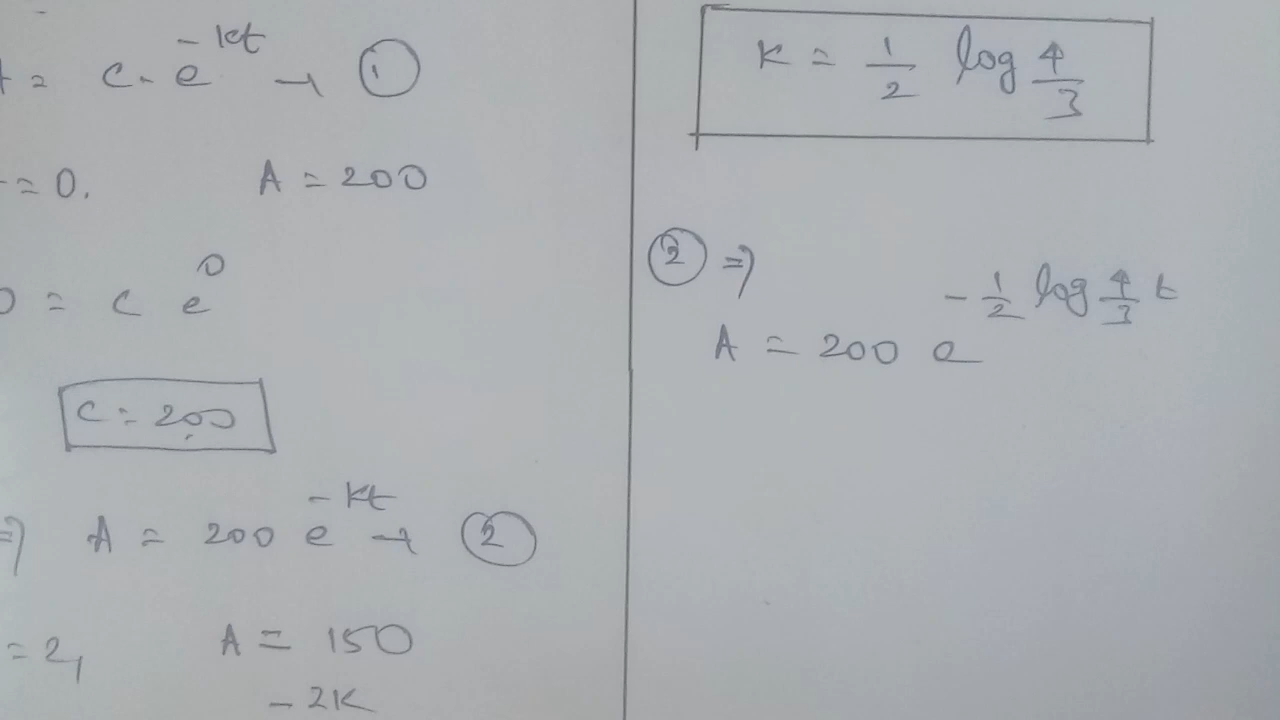 = C. e^{-kt} → ①
= 0. A = 200
= C e^0
C = 200
⇒ A = 200 e^{-kt} → ②
= 2, A = 150
-2k
K = 1/2 log 4/3
② ⇒
A = 200 e^{-1/2 log 4/3 t}